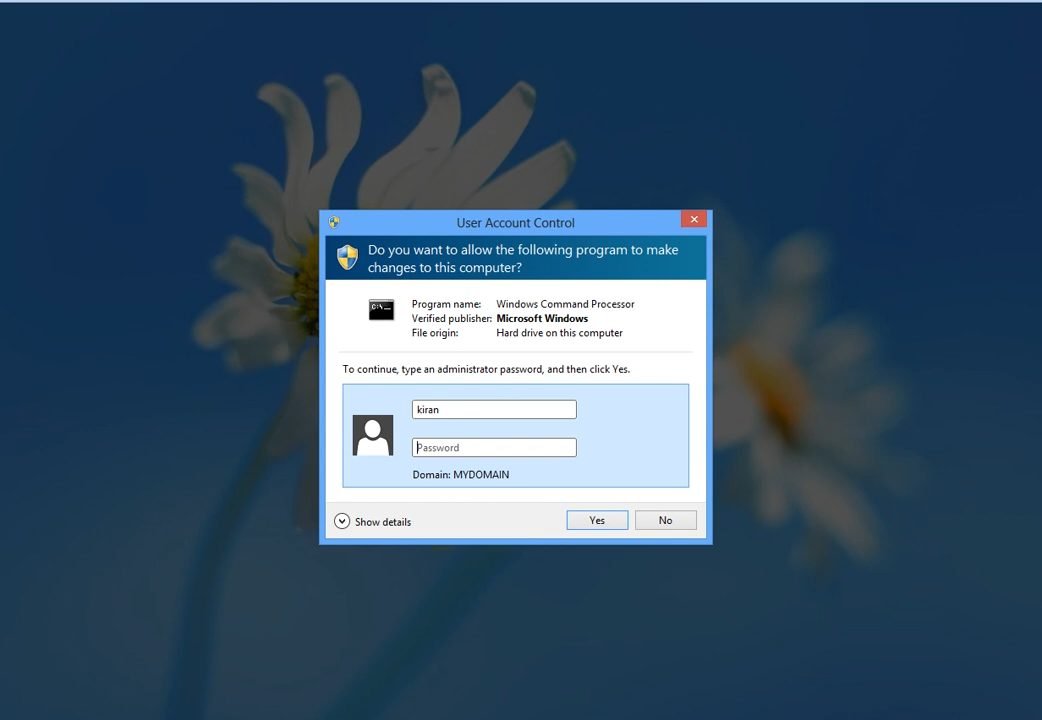 User Account Control
Do you want to allow the following program to make
changes to this computer?
C:\_
Program name: Windows Command Processor
Verified publisher: Microsoft Windows
File origin: Hard drive on this computer
To continue, type an administrator password, and then click Yes.
kiran
Password
Domain: MYDOMAIN
Show details
Yes
No